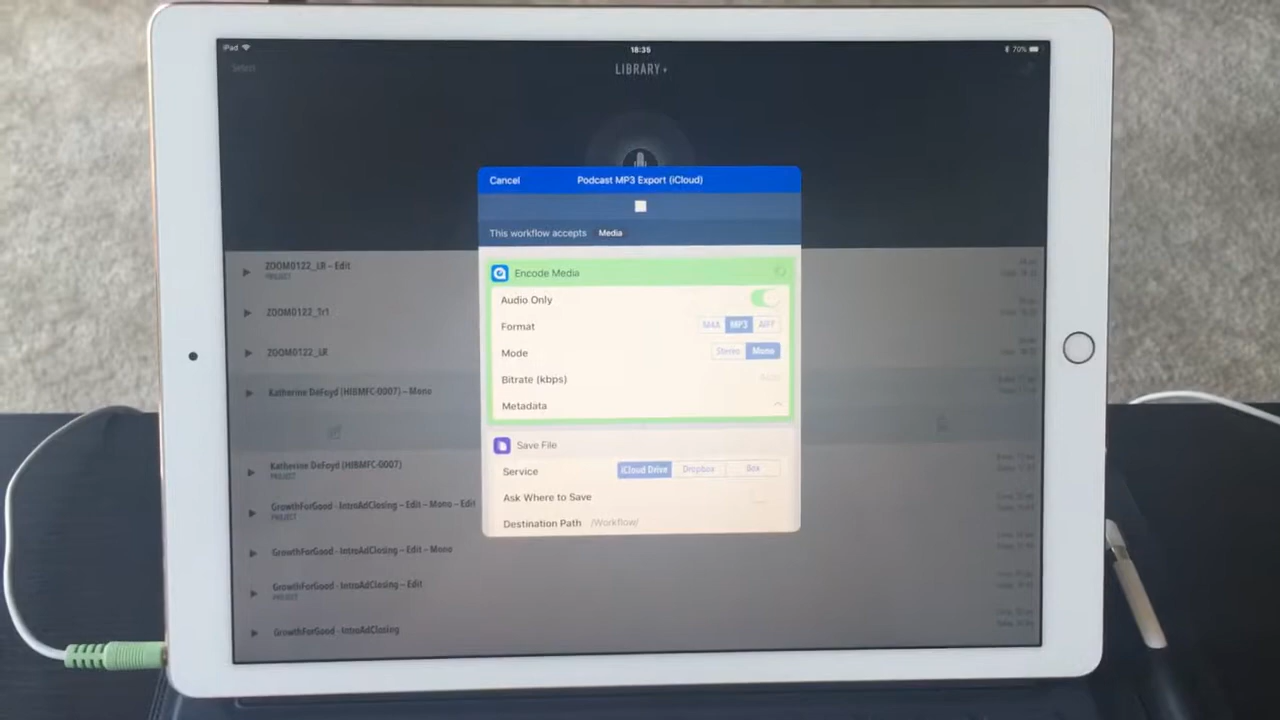 iPad
18:35
70%
Select
LIBRARY
Cancel
Podcast MP3 Export (iCloud)
This workflow accepts Media
Encode Media
Audio Only
Format M4A MP3 AIFF
Mode Stereo Mono
Bitrate (kbps)
Metadata
Save File
Service iCloud Drive Dropbox Box
Ask Where to Save
Destination Path /Workflow/
ZOOM0122_LR – Edit
PROJECT
ZOOM0122_Tr1
ZOOM0122_LR
Katherine DeFoyd (HIBMFC-0007) – Mono
Katherine DeFoyd (HIBMFC-0007)
PROJECT
GrowthForGood - IntroAdClosing – Edit – Mono – Edit
PROJECT
GrowthForGood - IntroAdClosing – Edit – Mono
GrowthForGood - IntroAdClosing – Edit
PROJECT
GrowthForGood - IntroAdClosing